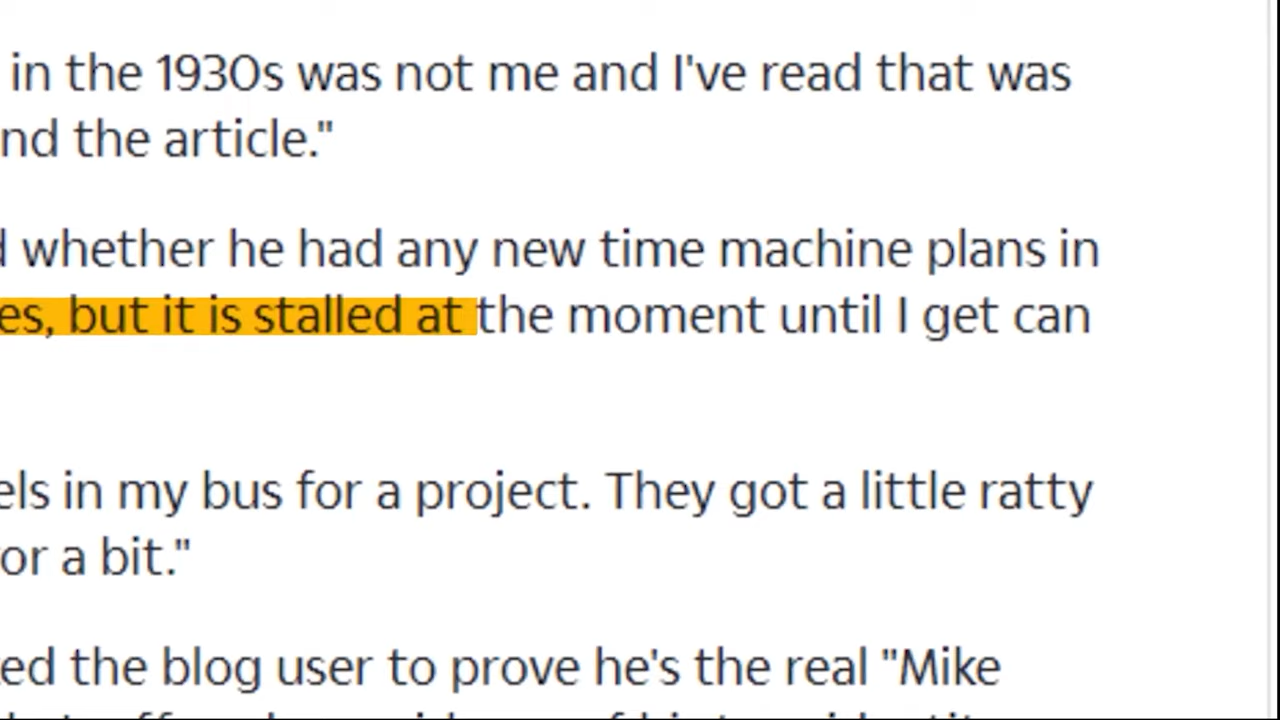 in the 1930s was not me and I've read that was
nd the article."
whether he had any new time machine plans in
es, but it is stalled at the moment until I get can
els in my bus for a project. They got a little ratty
or a bit."
ed the blog user to prove he's the real "Mike